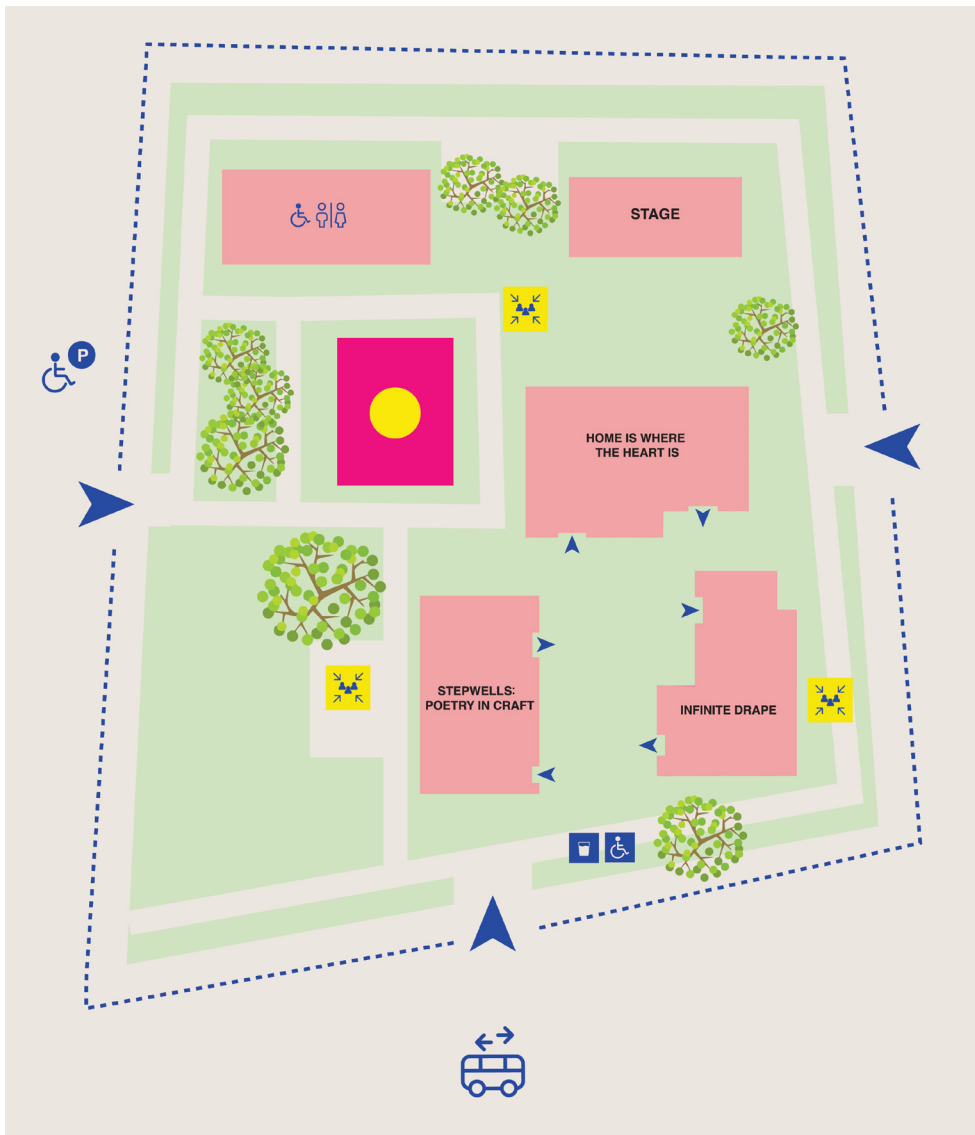 STAGE
P
HOME IS WHERE
THE HEART IS
STEPWELLS:
POETRY IN CRAFT
INFINITE DRAPE